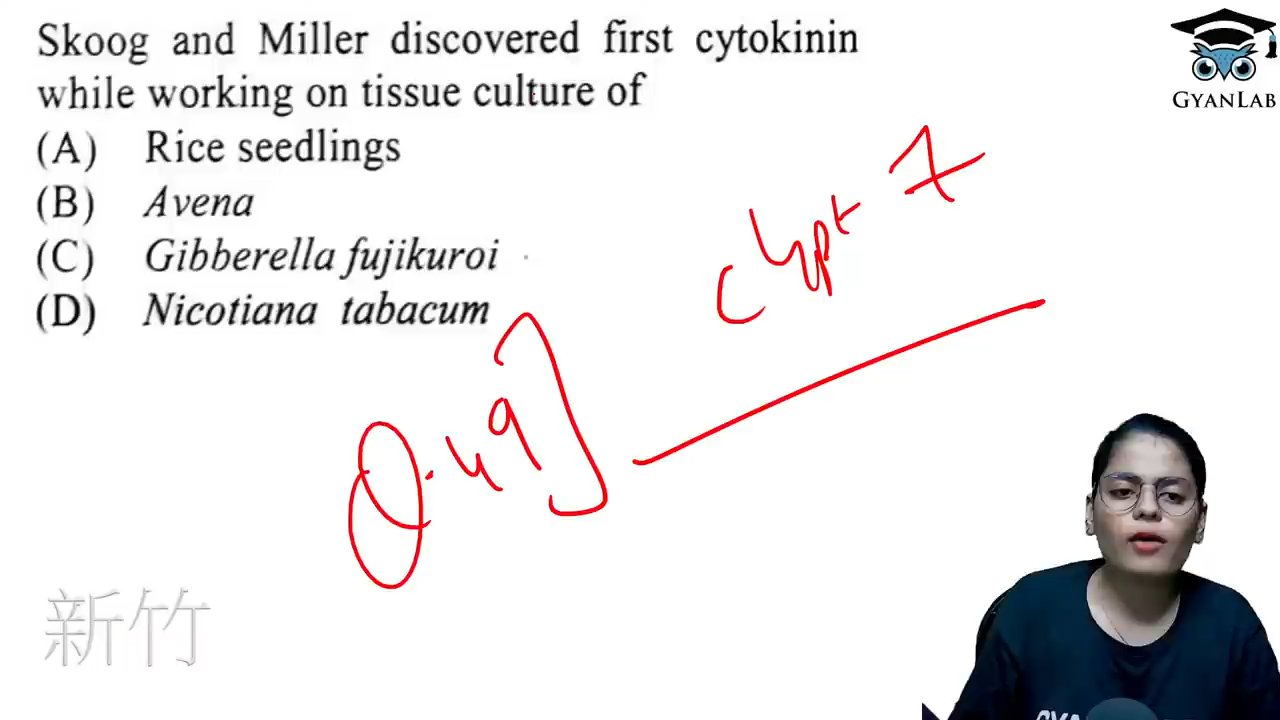 Skoog and Miller discovered first cytokinin
while working on tissue culture of
(A) Rice seedlings
(B) Avena
(C) Gibberella fujikuroi
(D) Nicotiana tabacum
GYANLAB
Chpt 7
Q.49]
新竹